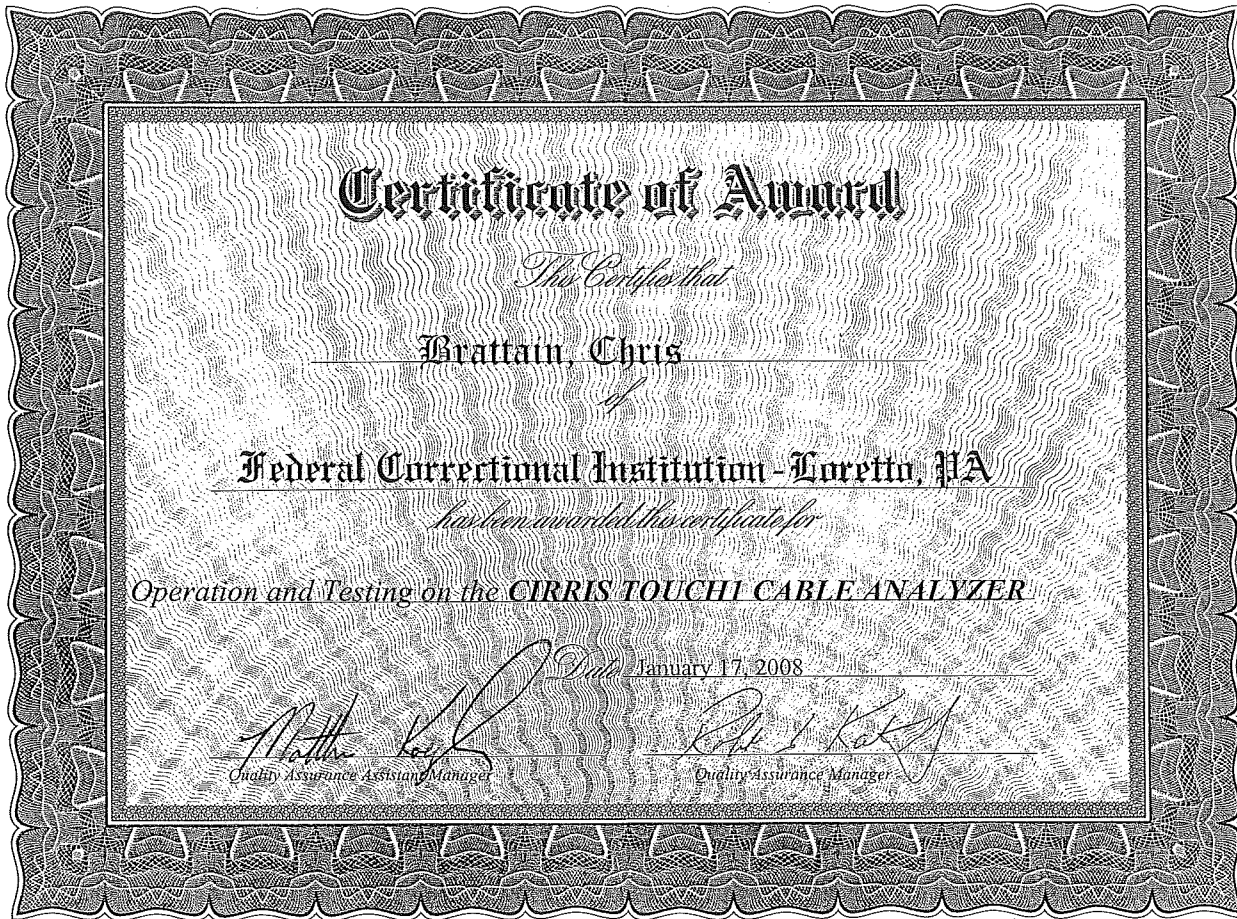 Certificate of Award
This Certifies that
Brattain, Chris
of
Federal Correctional Institution-Loretto, PA
has been awarded this certificate for
Operation and Testing on the CIRRIS TOUCH1 CABLE ANALYZER
Date January 17, 2008
Quality Assurance Assistant Manager
Quality Assurance Manager